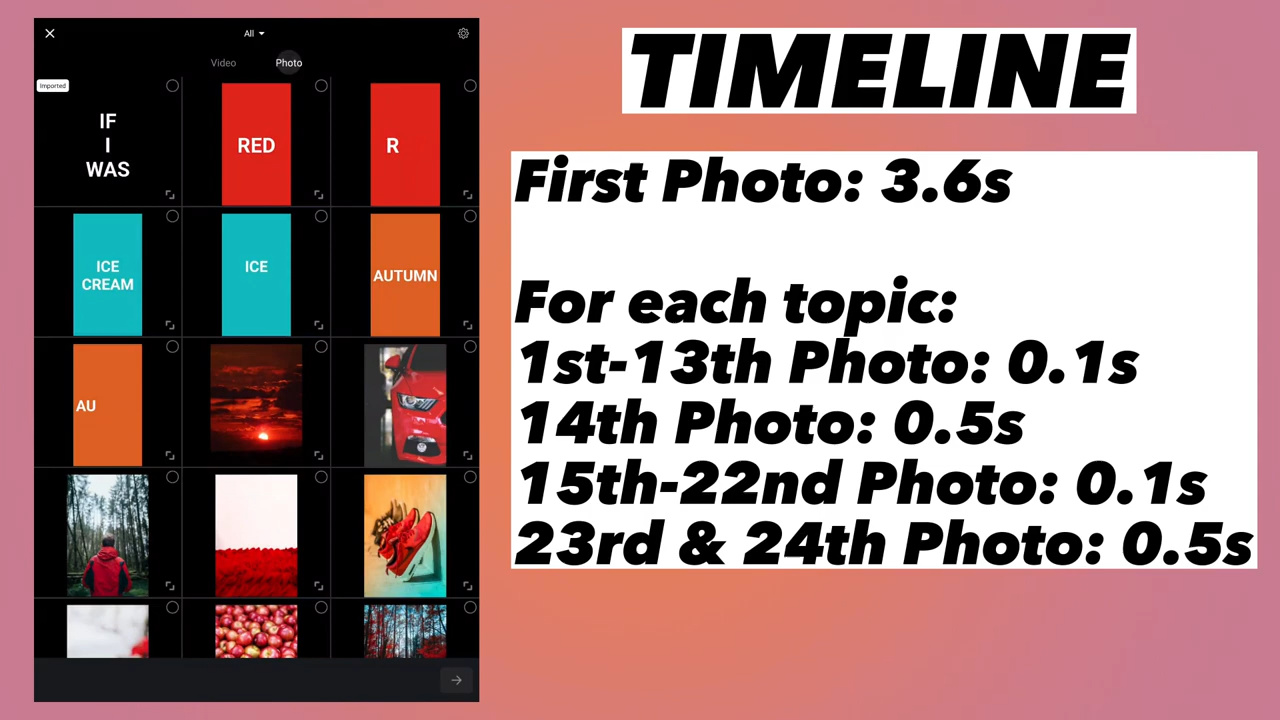 All
Video
Photo
Imported
IF
I
WAS
RED
R
ICE
CREAM
ICE
AUTUMN
AU
TIMELINE
First Photo: 3.6s
For each topic:
1st-13th Photo: 0.1s
14th Photo: 0.5s
15th-22nd Photo: 0.1s
23rd & 24th Photo: 0.5s